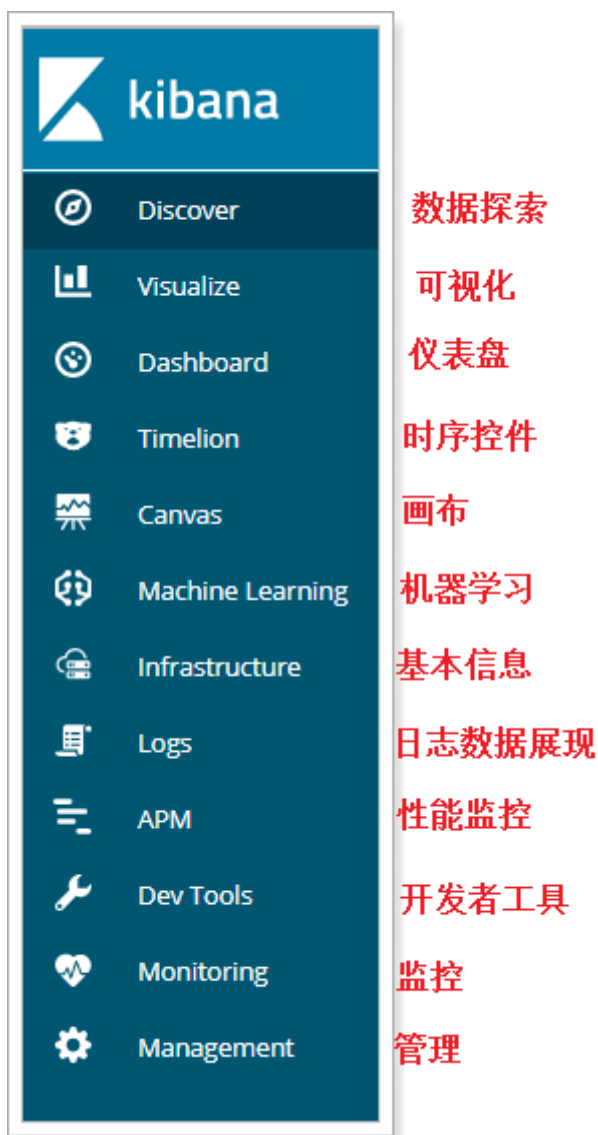 kibana
Discover 数据探索
Visualize 可视化
Dashboard 仪表盘
Timelion 时序控件
Canvas 画布
Machine Learning 机器学习
Infrastructure 基本信息
Logs 日志数据展现
APM 性能监控
Dev Tools 开发者工具
Monitoring 监控
Management 管理